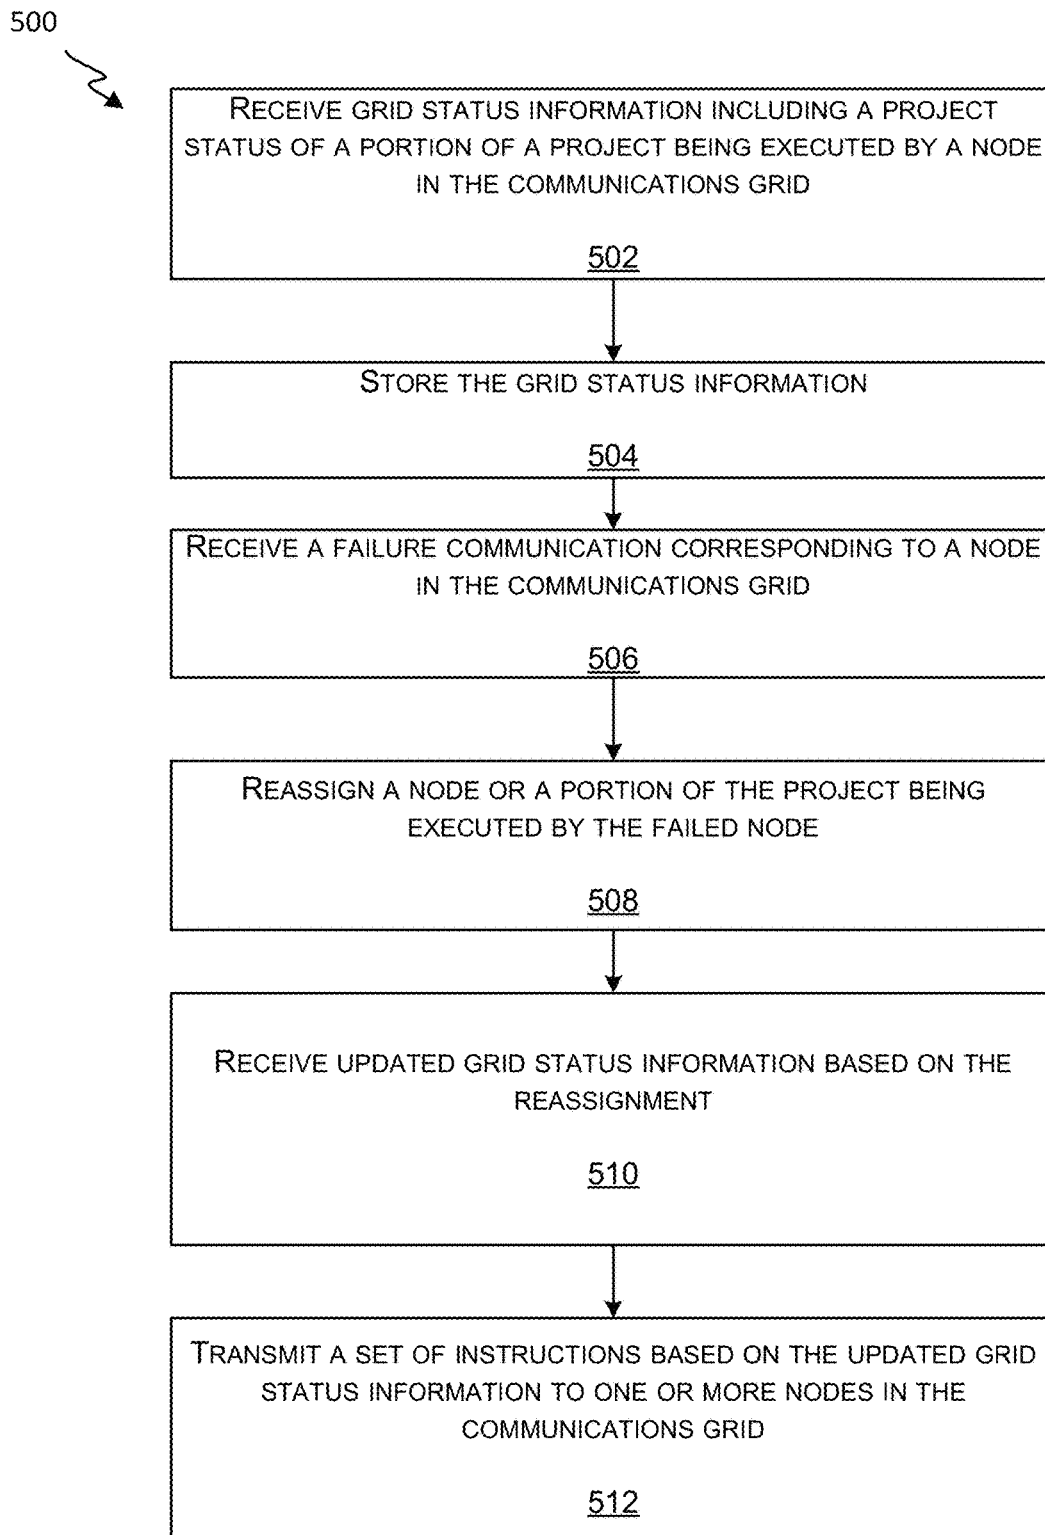 500
RECEIVE GRID STATUS INFORMATION INCLUDING A PROJECT
STATUS OF A PORTION OF A PROJECT BEING EXECUTED BY A NODE
IN THE COMMUNICATIONS GRID
502
STORE THE GRID STATUS INFORMATION
504
RECEIVE A FAILURE COMMUNICATION CORRESPONDING TO A NODE
IN THE COMMUNICATIONS GRID
506
REASSIGN A NODE OR A PORTION OF THE PROJECT BEING
EXECUTED BY THE FAILED NODE
508
RECEIVE UPDATED GRID STATUS INFORMATION BASED ON THE
REASSIGNMENT
510
TRANSMIT A SET OF INSTRUCTIONS BASED ON THE UPDATED GRID
STATUS INFORMATION TO ONE OR MORE NODES IN THE
COMMUNICATIONS GRID
512